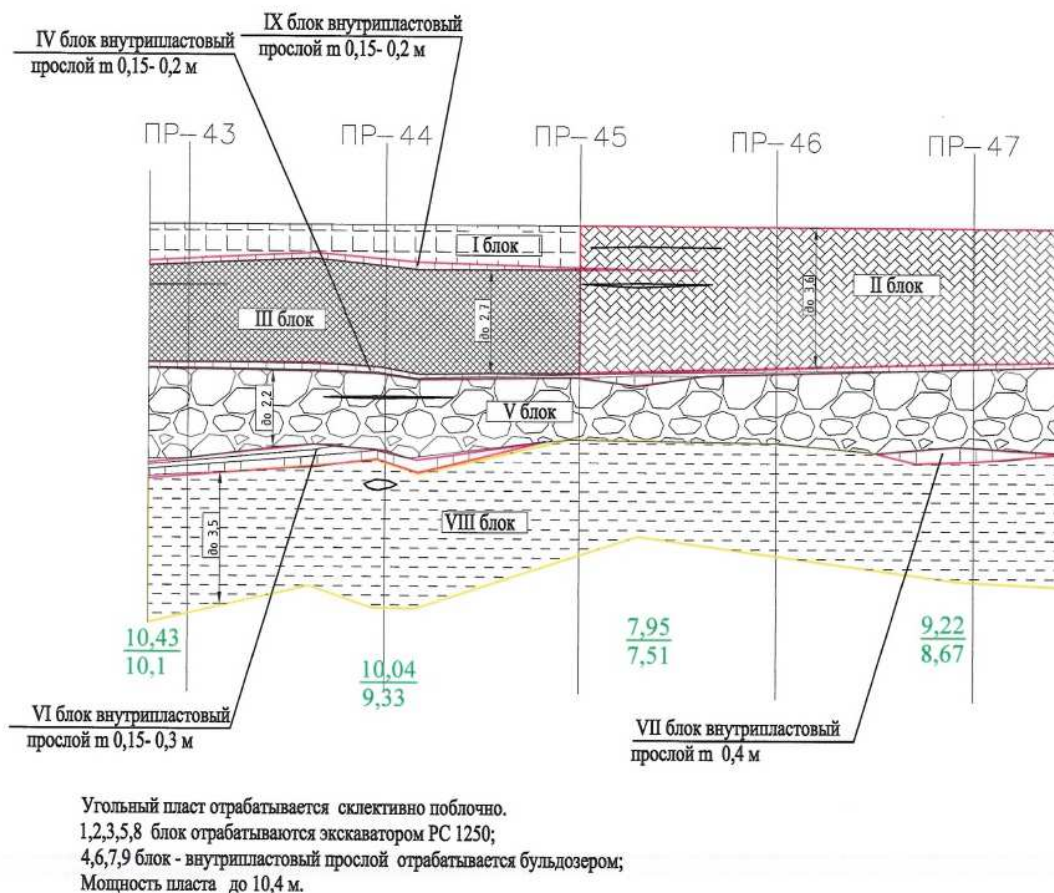 IX блок внутрипластовый
прослой m 0,15- 0,2 м
IV блок внутрипластовый
прослой m 0,15- 0,2 м
ПР-43
ПР-44
ПР-45
ПР-46
ПР-47
I блок
II блок
до 3,6
III блок
до 2,7
V блок
до 2,2
VIII блок
до 3,5
10,43
10,1
10,04
9,33
7,95
7,51
9,22
8,67
VI блок внутрипластовый
прослой m 0,15- 0,3 м
VII блок внутрипластовый
прослой m 0,4 м
Угольный пласт отрабатывается склективно поблочно.
1,2,3,5,8 блок отрабатываются экскаватором РС 1250;
4,6,7,9 блок - внутрипластовый прослой отрабатывается бульдозером;
Мощность пласта до 10,4 м.